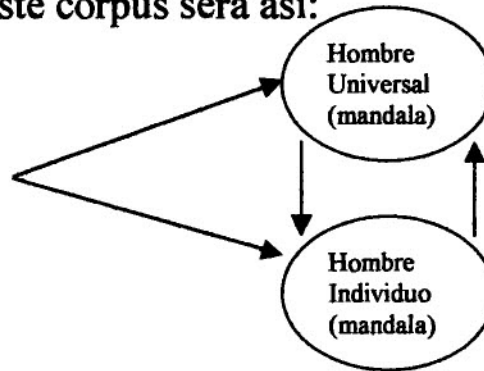 ste corpus será así:
Hombre
Universal
(mandala)
Hombre
Individuo
(mandala)